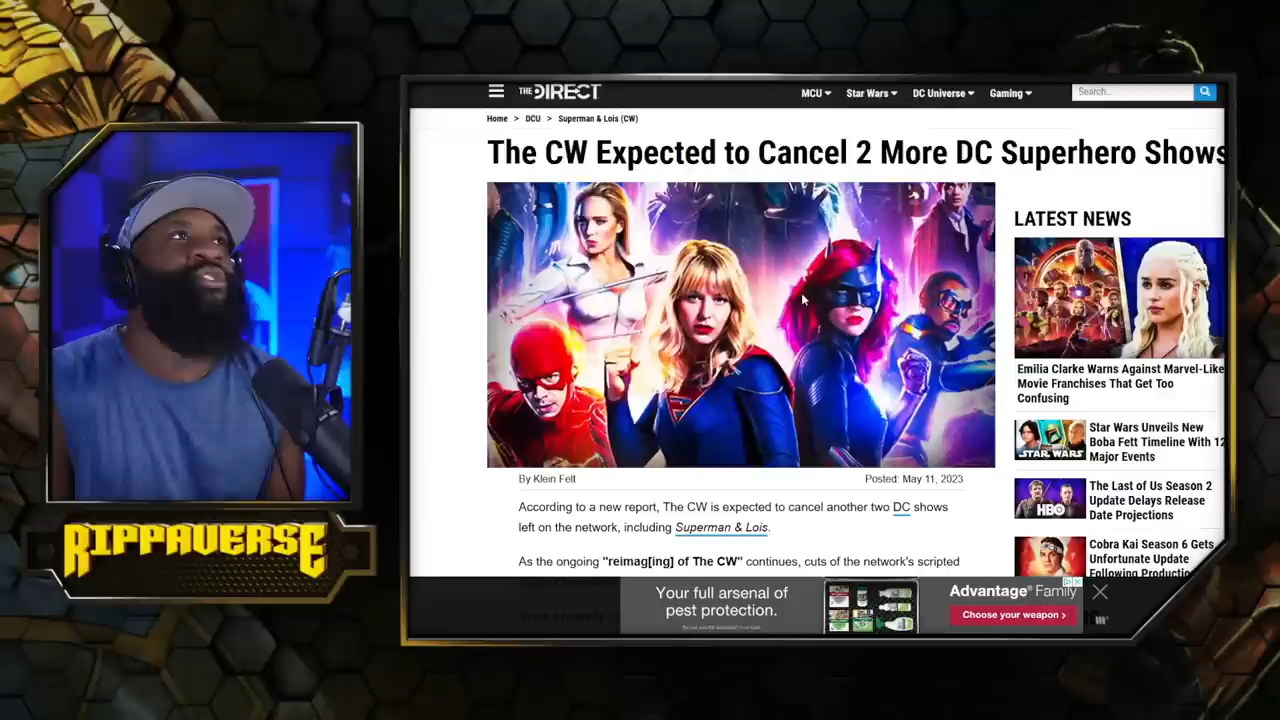 THE DIRECT
MCU
Star Wars
DC Universe
Gaming
Search...
Home > DCU > Superman & Lois (CW)
The CW Expected to Cancel 2 More DC Superhero Shows
LATEST NEWS
Emilia Clarke Warns Against Marvel-Like
Movie Franchises That Get Too
Confusing
STAR WARS
Star Wars Unveils New
Boba Fett Timeline With 12
Major Events
HBO
The Last of Us Season 2
Update Delays Release
Date Projections
Cobra Kai Season 6 Gets
Unfortunate Update
Following Productio
By Klein Felt
Posted: May 11, 2023
According to a new report, The CW is expected to cancel another two DC shows
left on the network, including Superman & Lois.
As the ongoing "reimag[ing] of The CW" continues, cuts of the network's scripted
Your full arsenal of
pest protection.
Advantage® Family
Choose your weapon >
RIPPAVERSE